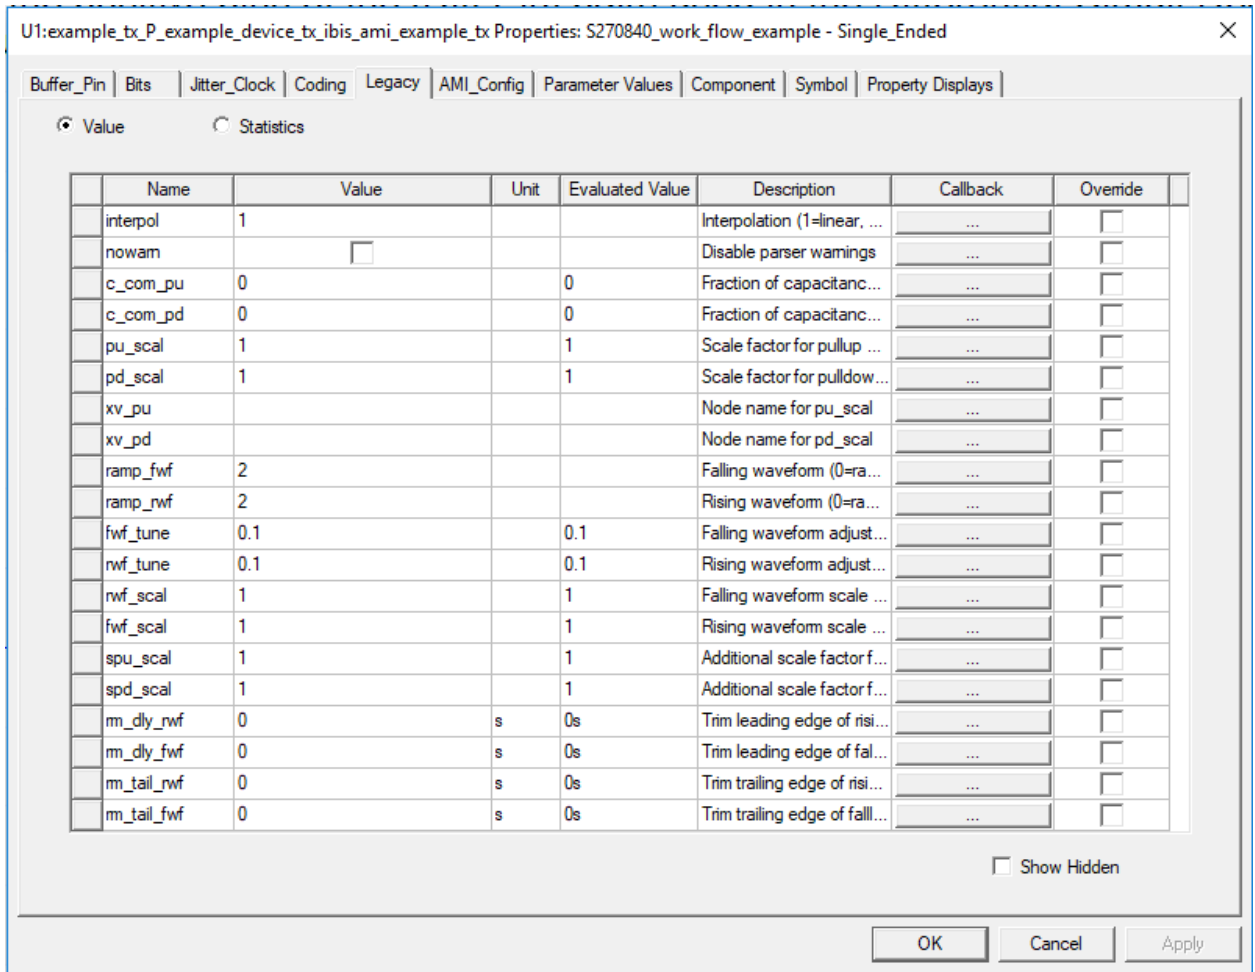 U1:example_tx_P_example_device_tx_ibis_ami_example_tx Properties: S270840_work_flow_example - Single_Ended
Buffer_Pin Bits Jitter_Clock Coding Legacy AMI_Config Parameter Values Component Symbol Property Displays
Value Statistics
Name Value Unit Evaluated Value Description Callback Override
interpol 1 Interpolation (1=linear, ... ...
nowarn Disable parser warnings ...
c_com_pu 0 0 Fraction of capacitanc... ...
c_com_pd 0 0 Fraction of capacitanc... ...
pu_scal 1 1 Scale factor for pullup ... ...
pd_scal 1 1 Scale factor for pulldow... ...
xv_pu Node name for pu_scal ...
xv_pd Node name for pd_scal ...
ramp_fwf 2 Falling waveform (0=ra... ...
ramp_rwf 2 Rising waveform (0=ra... ...
fwf_tune 0.1 0.1 Falling waveform adjust... ...
rwf_tune 0.1 0.1 Rising waveform adjust... ...
rwf_scal 1 1 Falling waveform scale ... ...
fwf_scal 1 1 Rising waveform scale ... ...
spu_scal 1 1 Additional scale factor f... ...
spd_scal 1 1 Additional scale factor f... ...
rm_dly_rwf 0 s 0s Trim leading edge of risi... ...
rm_dly_fwf 0 s 0s Trim leading edge of fal... ...
rm_tail_rwf 0 s 0s Trim trailing edge of risi... ...
rm_tail_fwf 0 s 0s Trim trailing edge of falll... ...
Show Hidden
OK Cancel Apply